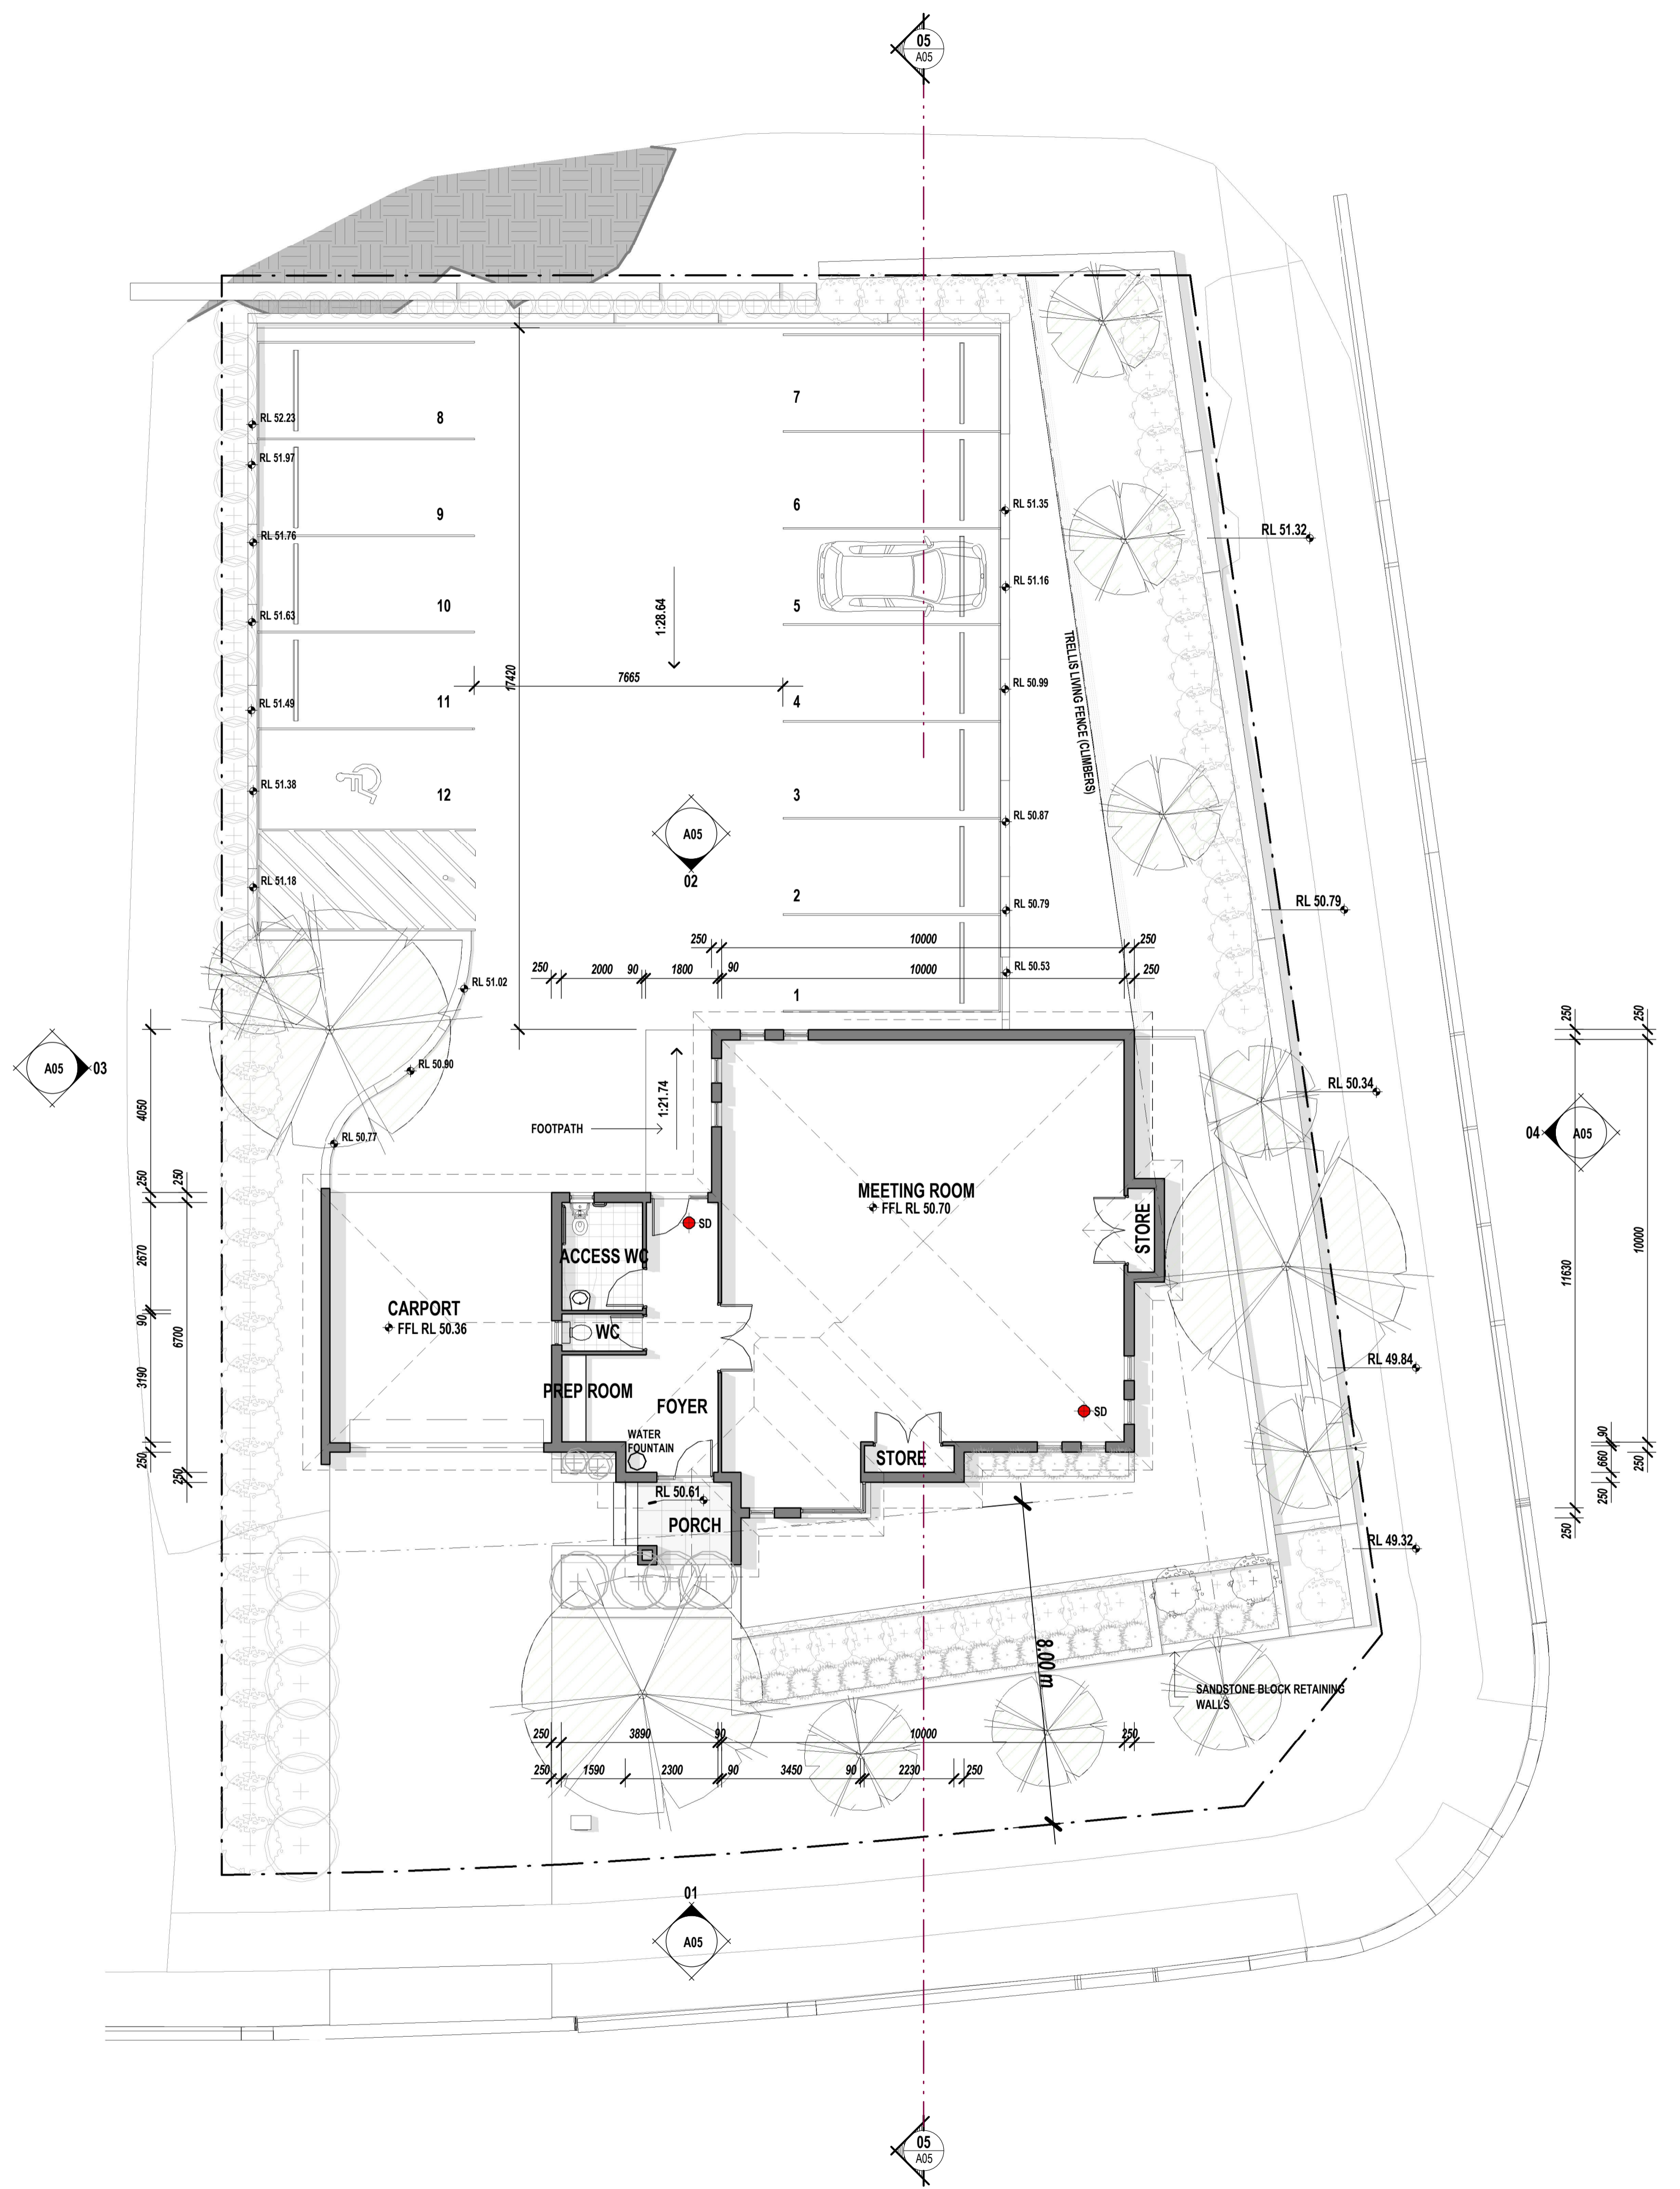 05
A05
7
8
RL 52.23
RL 51.97
6
RL 51.35
9
RL 51.76
RL 51.32
RL 51.16
10
5
RL 51.63
1:28.64
17420
7665
RL 50.99
11
4
RL 51.49
TRELLIS LIVING FENCE (CLIMBERS)
RL 51.38
12
3
RL 50.87
A05
02
RL 51.18
2
RL 50.79
RL 50.79
250
10000
250
250
2000
90
1800
90
10000
250
RL 50.53
RL 51.02
1
250
250
A05
03
RL 50.90
RL 50.34
4050
1:21.74
FOOTPATH
RL 50.77
04
A05
250
250
MEETING ROOM
FFL RL 50.70
SD
STORE
ACCESS WC
2670
10000
11630
CARPORT
FFL RL 50.36
90
6700
WC
RL 49.84
3190
PREP ROOM
FOYER
SD
WATER
FOUNTAIN
STORE
250
250
90
660
250
250
250
RL 50.61
PORCH
RL 49.32
8.00 m
SANDSTONE BLOCK RETAINING
WALLS
250
3890
90
10000
250
250
1590
2300
90
3450
90
2230
250
01
A05
05
A05